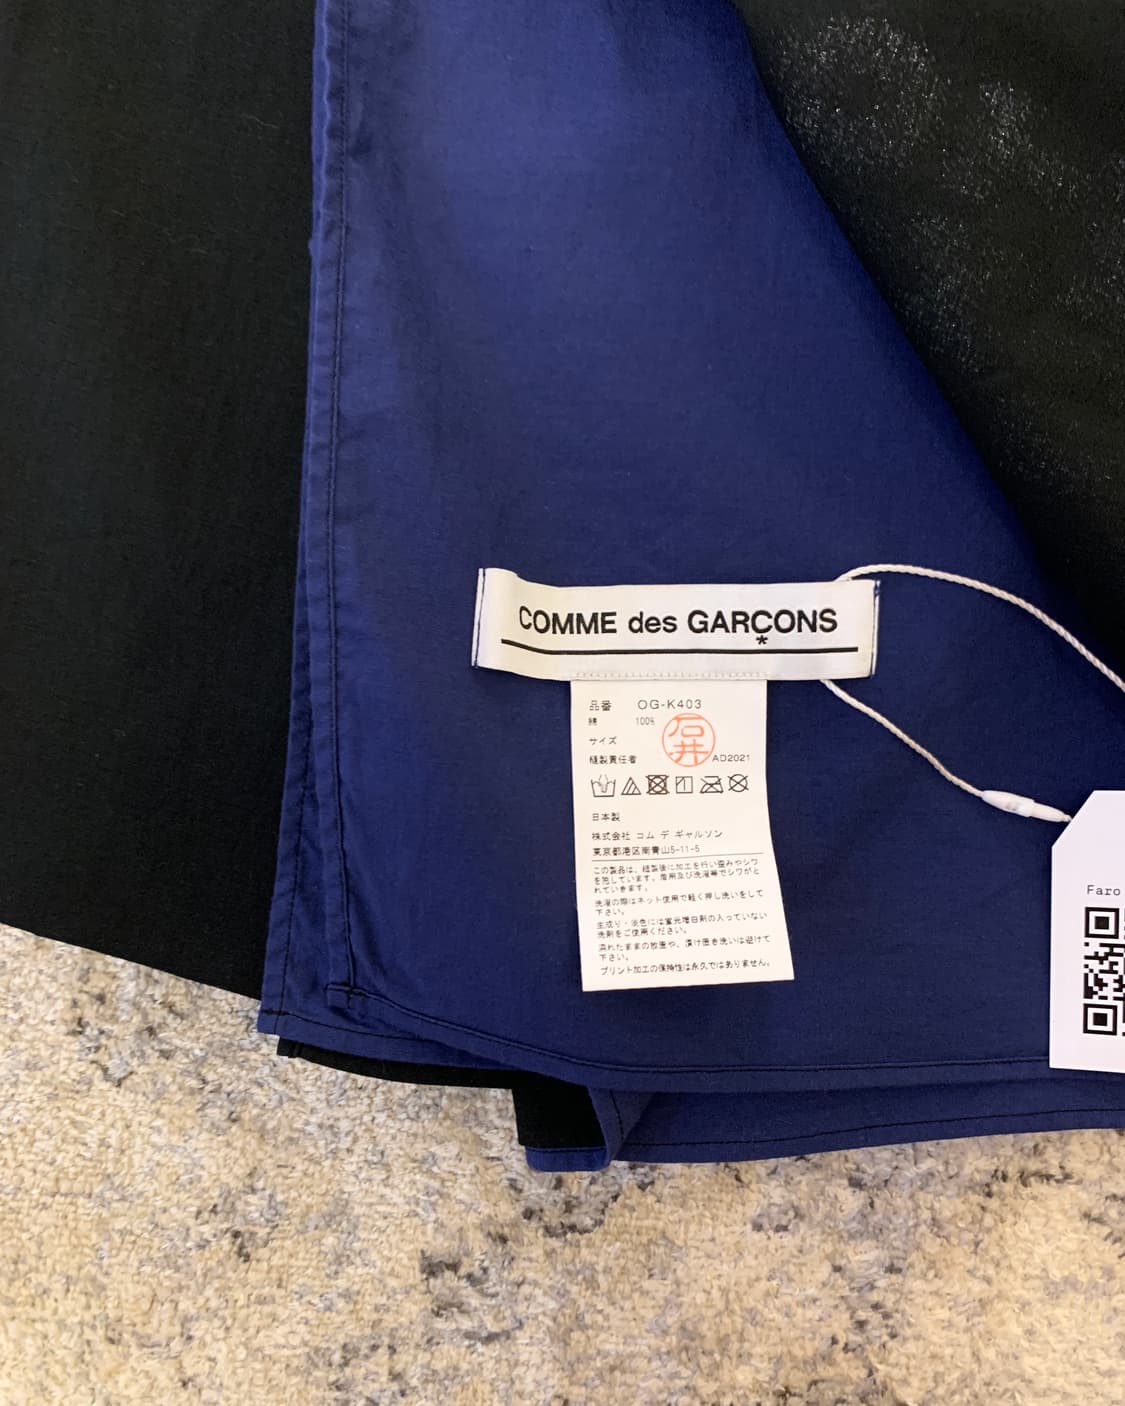 COMME des GARÇONS
*
品番 OG-K403
綿 100%
サイズ
石井
縫製責任者 AD2021
日本製
株式会社 コム デ ギャルソン
東京都港区南青山5-11-5
この製品は、縫製後に加工を行い歪みやシワ
を施しています。着用及び洗濯等でシワがと
れていきます。
洗濯の際はネット使用で軽く押し洗いをして
下さい。
生成り・淡色には蛍光増白剤の入っていない
洗剤をご使用ください。
濡れたままの放置や、漬け置き洗いは避けて
下さい。
プリント加工の保持性は永久ではありません。
Faro